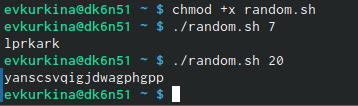 evkurkina@dk6n51 ~ $ chmod +x random.sh
evkurkina@dk6n51 ~ $ ./random.sh 7
lprkark
evkurkina@dk6n51 ~ $ ./random.sh 20
yanscsvqigjdwagphgpp
evkurkina@dk6n51 ~ $